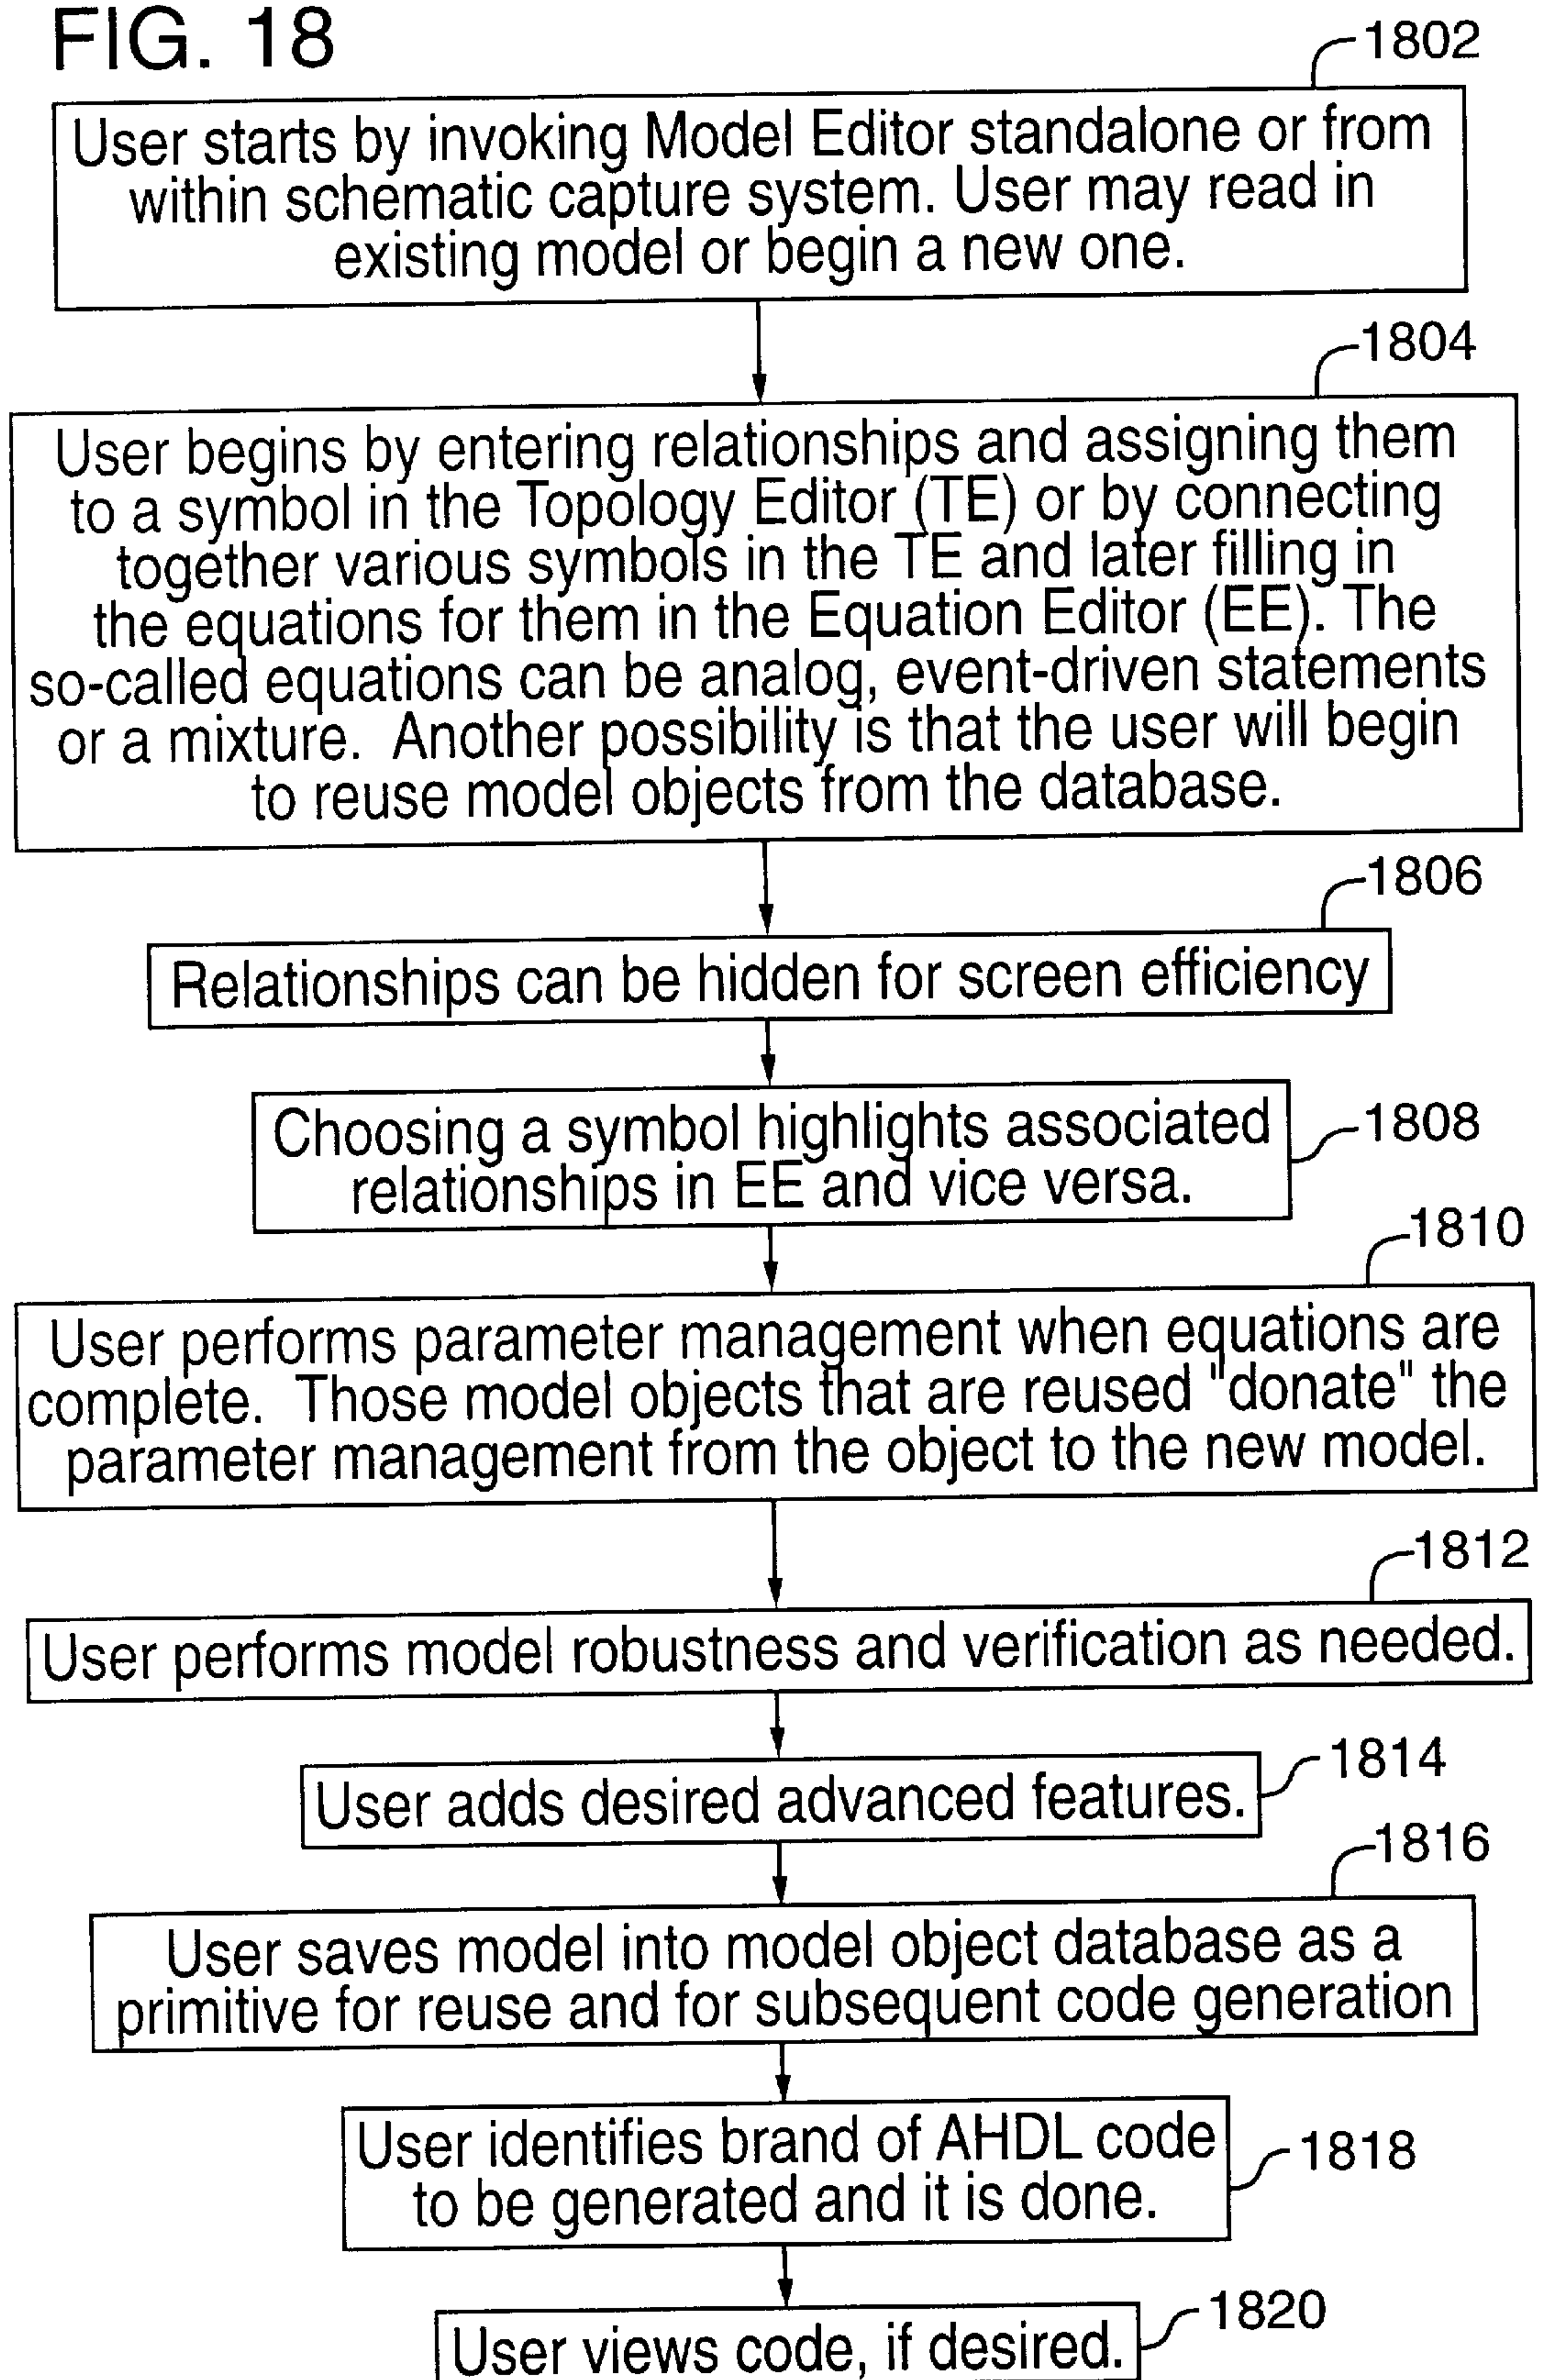 FIG. 18
1802
User starts by invoking Model Editor standalone or from
within schematic capture system. User may read in
existing model or begin a new one.
1804
User begins by entering relationships and assigning them
to a symbol in the Topology Editor (TE) or by connecting
together various symbols in the TE and later filling in
the equations for them in the Equation Editor (EE). The
so-called equations can be analog, event-driven statements
or a mixture. Another possibility is that the user will begin
to reuse model objects from the database.
1806
Relationships can be hidden for screen efficiency
Choosing a symbol highlights associated
relationships in EE and vice versa.
1808
1810
User performs parameter management when equations are
complete. Those model objects that are reused "donate" the
parameter management from the object to the new model.
1812
User performs model robustness and verification as needed.
1814
User adds desired advanced features.
1816
User saves model into model object database as a
primitive for reuse and for subsequent code generation
User identifies brand of AHDL code
to be generated and it is done.
1818
1820
User views code, if desired.